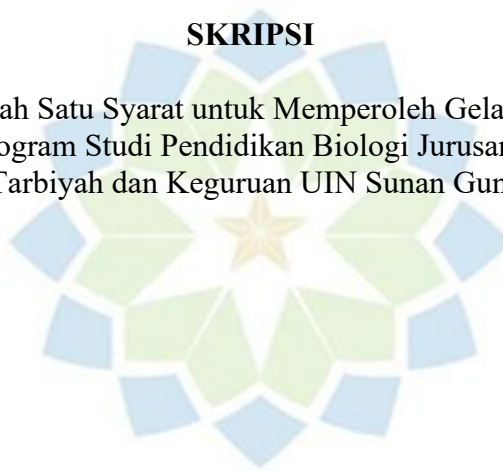 SKRIPSI
ah Satu Syarat untuk Memperoleh Gela
ogram Studi Pendidikan Biologi Jurusan
Tarbiyah dan Keguruan UIN Sunan Gun